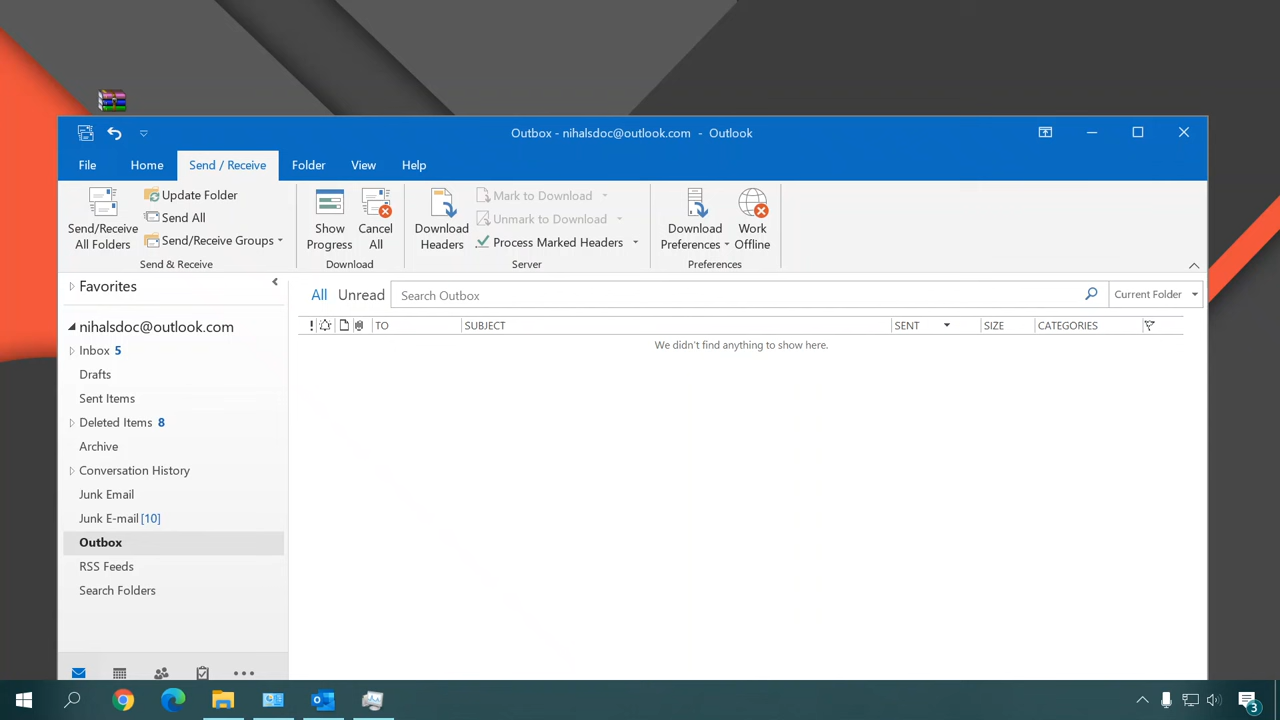 Outbox - nihalsdoc@outlook.com - Outlook
File Home Send / Receive Folder View Help
Send/Receive All Folders
Update Folder
Send All
Send/Receive Groups
Send & Receive
Show Progress
Cancel All
Download
Download Headers
Mark to Download
Unmark to Download
Process Marked Headers
Server
Download Preferences
Work Offline
Preferences
Favorites
nihalsdoc@outlook.com
Inbox 5
Drafts
Sent Items
Deleted Items 8
Archive
Conversation History
Junk Email
Junk E-mail [10]
Outbox
RSS Feeds
Search Folders
All Unread Search Outbox Current Folder
! TO SUBJECT SENT SIZE CATEGORIES
We didn't find anything to show here.
3